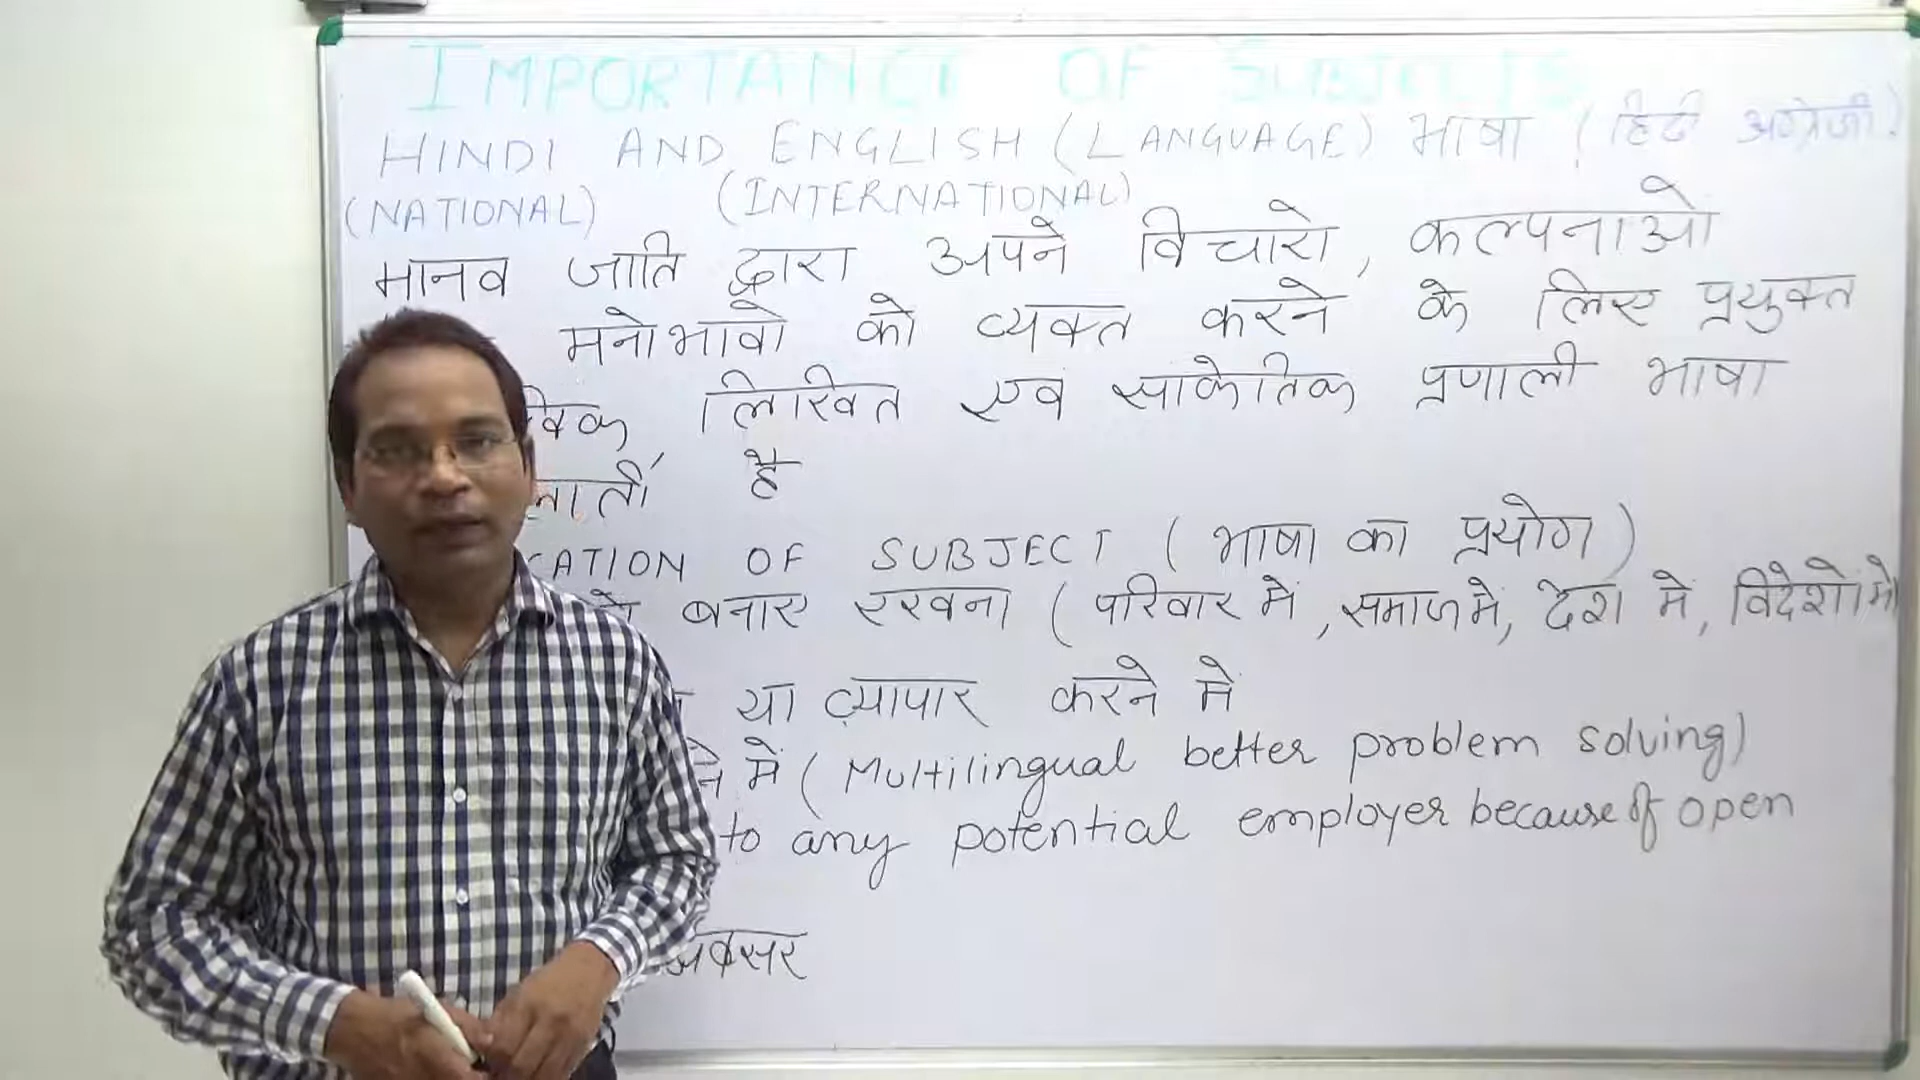 IMPORTANCE OF SUBJECTS
HINDI AND ENGLISH (LANGUAGE) भाषा (हिंदी अंग्रेजी)
(NATIONAL) (INTERNATIONAL)
मानव जाति द्वारा अपने विचारो, कल्पनाओ
मनोभावो को व्यक्त करने के लिए प्रयुक्त
लिखित एवं सांकेतिक प्रणाली भाषा
है
CATION OF SUBJECT (भाषा का प्रयोग)
बनाए रखना (परिवार में, समाज में, देश में, विदेशो में)
या व्यापार करने में
ने में (Multilingual better problem solving)
to any potential employer because of open
अवसर